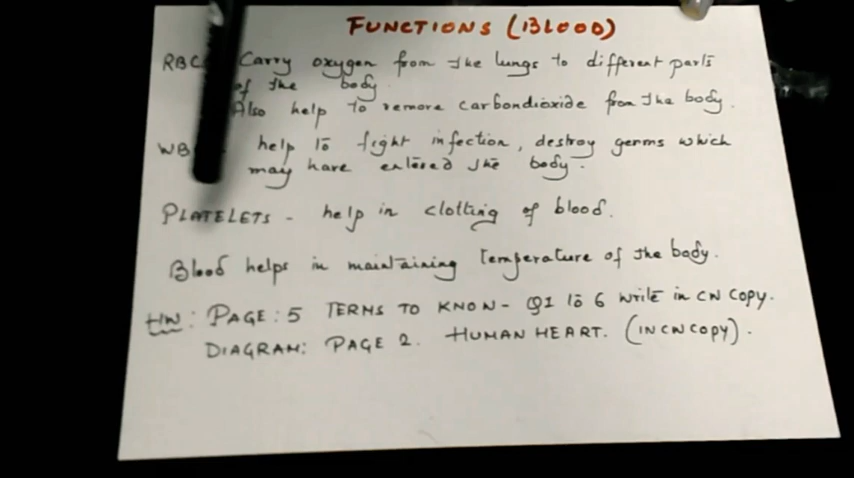 FUNCTIONS (BLOOD)
RBC Carry oxygen from the lungs to different parts
of the body.
Also help to remore carbondioxide from the body.
WB help to fight infection, destroy germs which
may have entered the body.
PLATELETS - help in clotting of blood.
Blood helps in maintaining temperature of the body.
HW: PAGE: 5 TERMS TO KNOW - Q1 to 6 write in CW COPY.
DIAGRAM: PAGE 2. HUMAN HEART. (IN CW COPY).